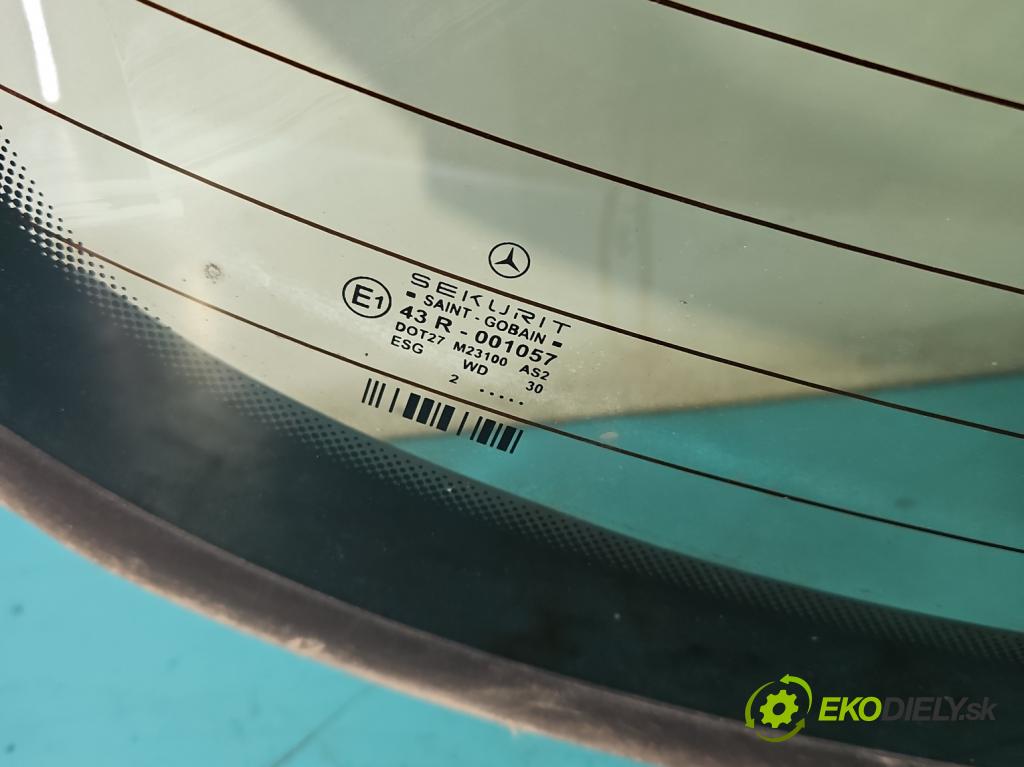 SEKURIT
- SAINT - GOBAIN -
E1
43 R - 001057
DOT27 M23100 AS2
ESG WD 30
2 .....
EKODIELY.sk